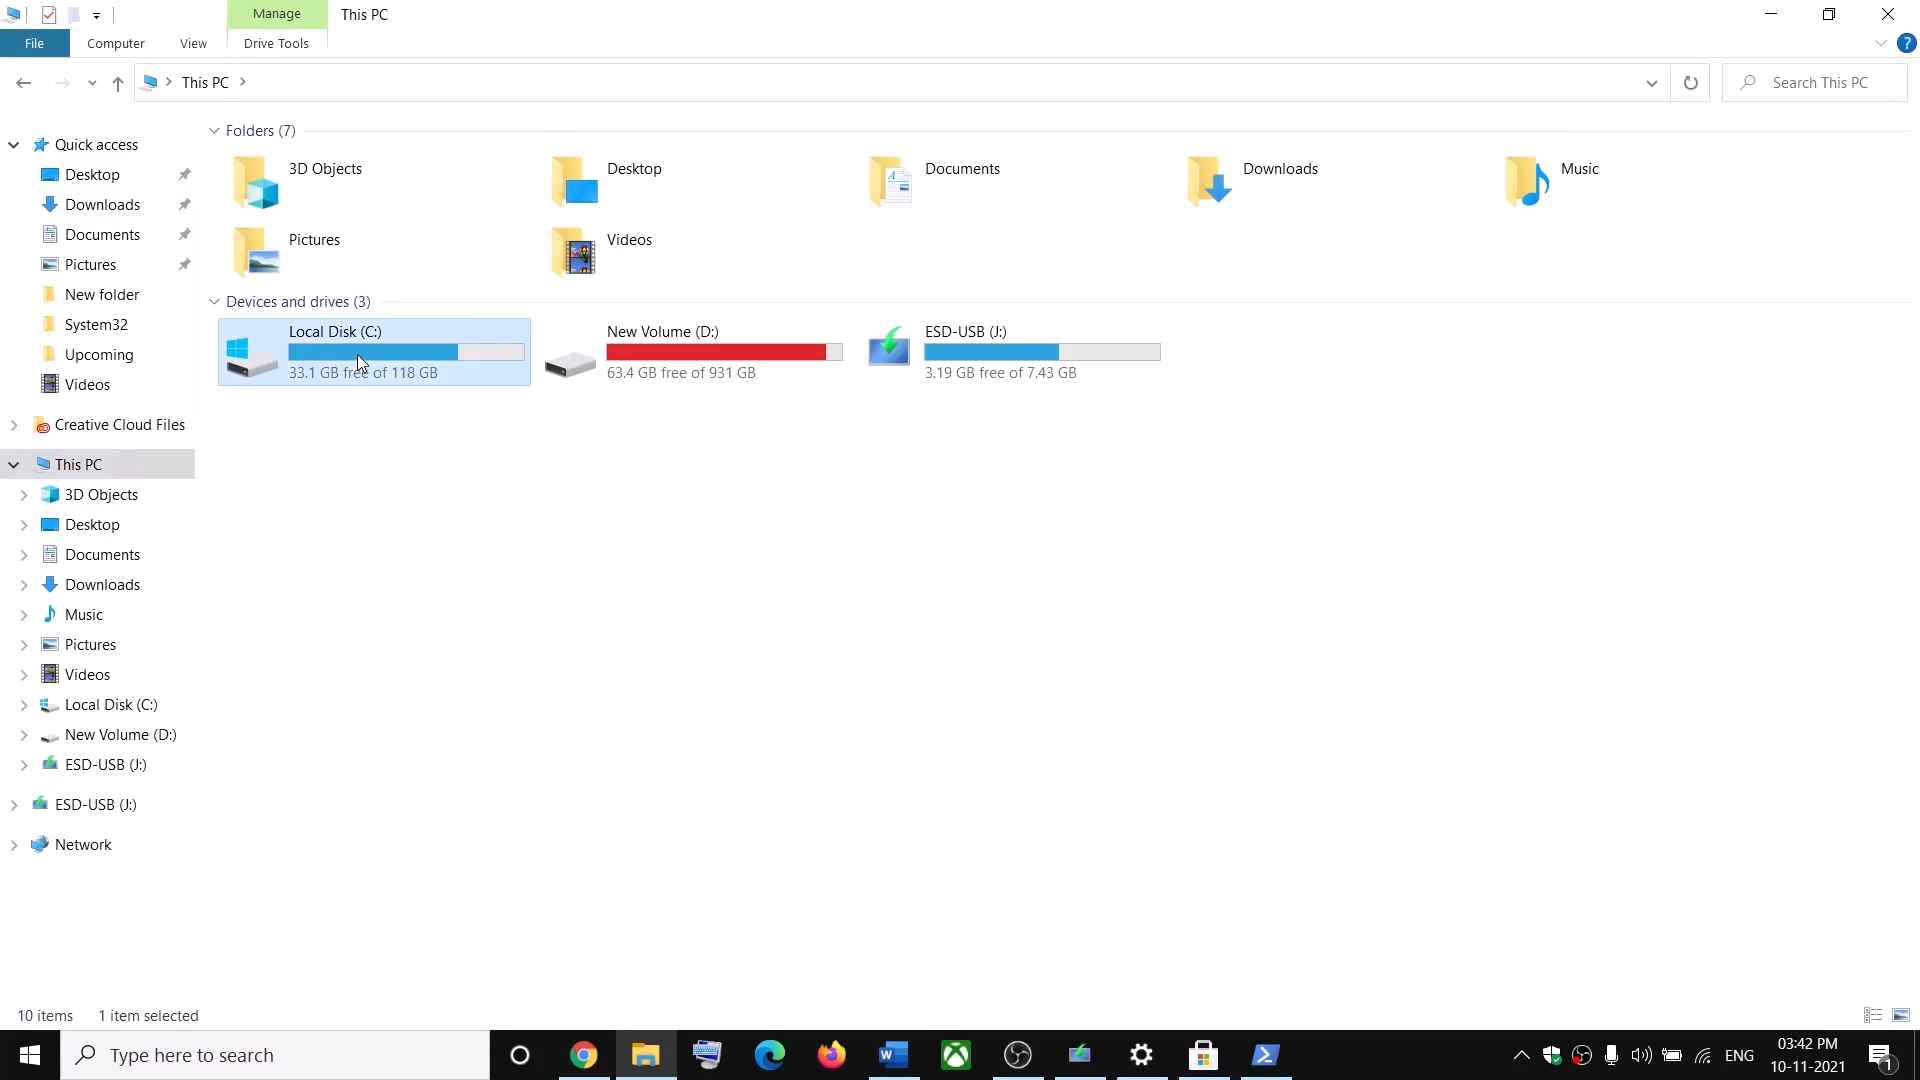 Manage
This PC
File
Computer
View
Drive Tools
This PC
Search This PC
Quick access
Desktop
Downloads
Documents
Pictures
New folder
System32
Upcoming
Videos
Creative Cloud Files
This PC
3D Objects
Desktop
Documents
Downloads
Music
Pictures
Videos
Local Disk (C:)
New Volume (D:)
ESD-USB (J:)
ESD-USB (J:)
Network
Folders (7)
3D Objects
Desktop
Documents
Downloads
Music
Pictures
Videos
Devices and drives (3)
Local Disk (C:)
33.1 GB free of 118 GB
New Volume (D:)
63.4 GB free of 931 GB
ESD-USB (J:)
3.19 GB free of 7.43 GB
10 items
1 item selected
Type here to search
ENG
03:42 PM
10-11-2021
1